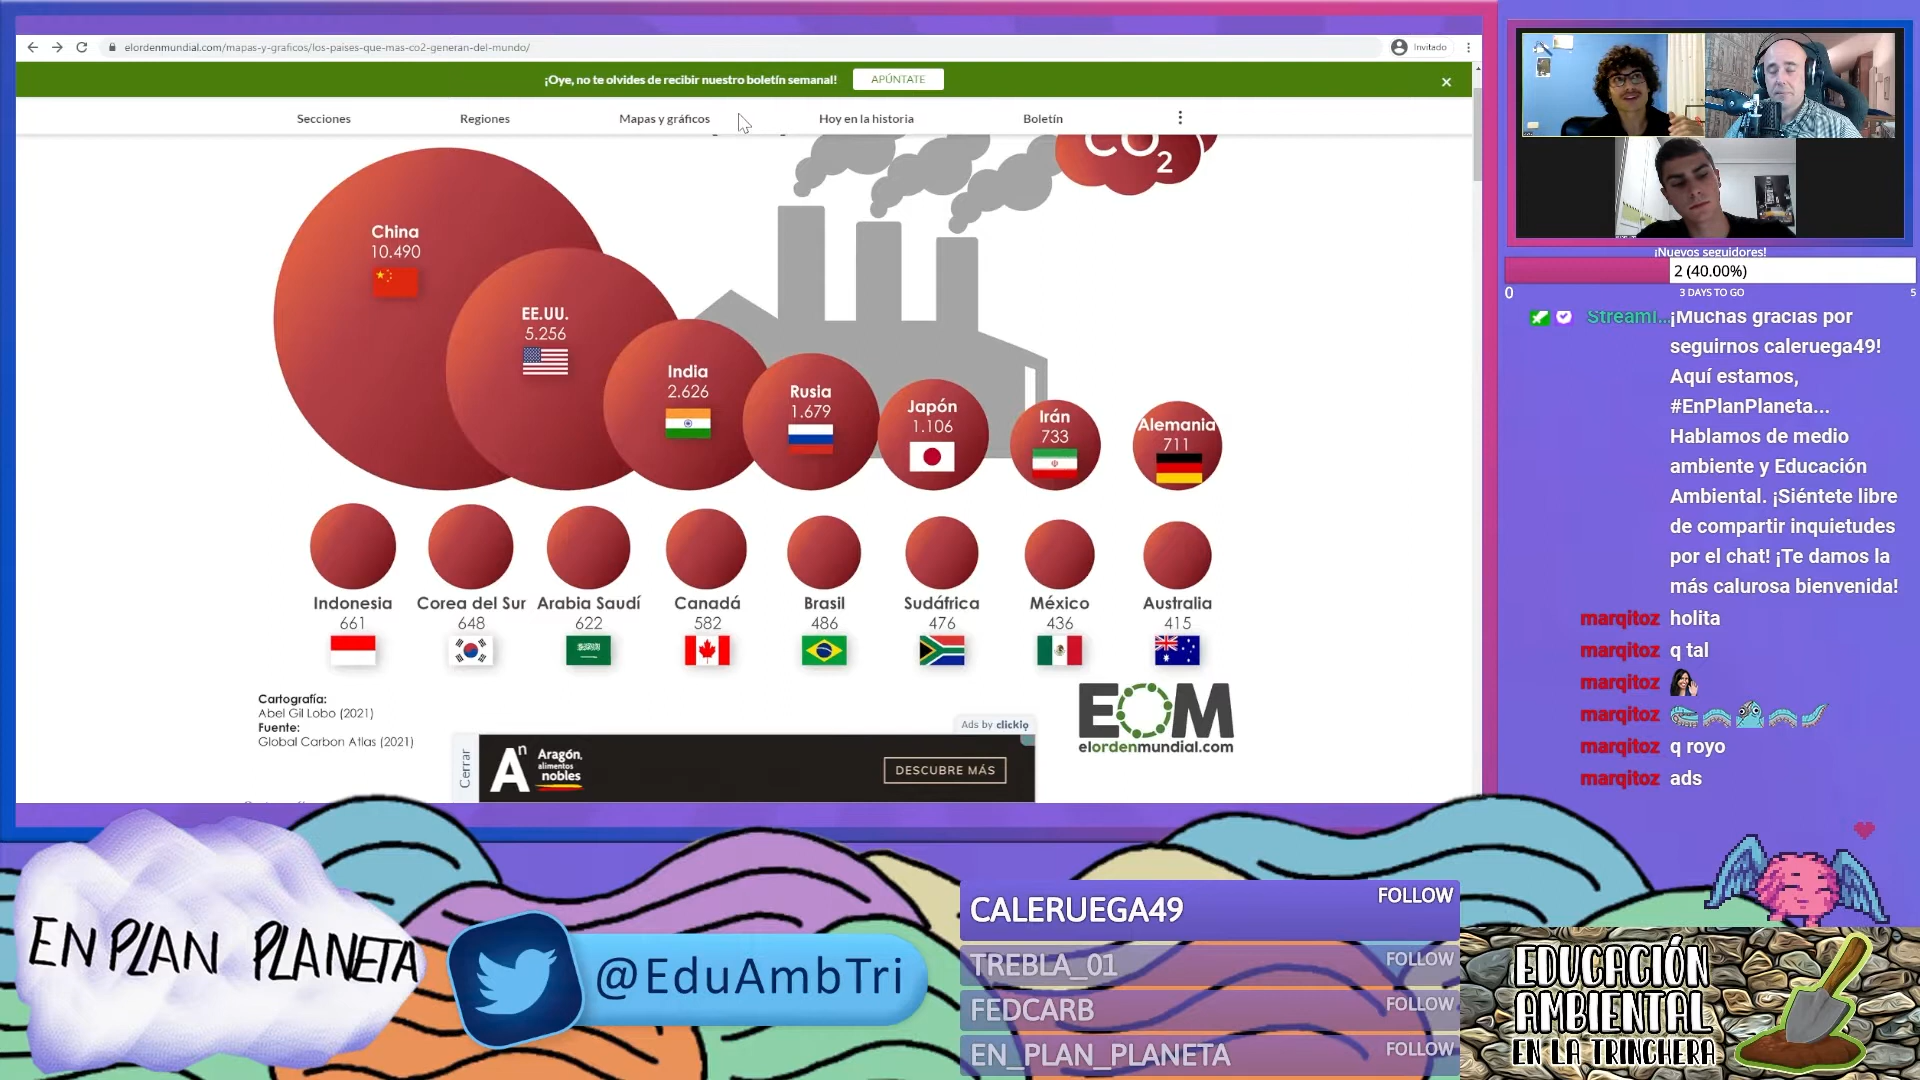 elordenmundial.com/mapas-y-graficos/los-paises-que-mas-co2-generan-del-mundo/
Invitado
¡Oye, no te olvides de recibir nuestro boletín semanal!
APÚNTATE
Secciones
Regiones
Mapas y gráficos
Hoy en la historia
Boletín
CO2
China
10.490
EE.UU.
5.256
India
2.626
Rusia
1.679
Japón
1.106
Irán
733
Alemania
711
Indonesia
661
Corea del Sur
648
Arabia Saudí
622
Canadá
582
Brasil
486
Sudáfrica
476
México
436
Australia
415
Cartografía:
Abel Gil Lobo (2021)
Fuente:
Global Carbon Atlas (2021)
EOM
elordenmundial.com
Ads by clickio
Cerrar
An
Aragón,
alimentos
nobles
DESCUBRE MÁS
¡Nuevos seguidores!
2 (40.00%)
0
3 DAYS TO GO
5
Streaml... ¡Muchas gracias por
seguirnos caleruega49!
Aquí estamos,
#EnPlanPlaneta...
Hablamos de medio
ambiente y Educación
Ambiental. ¡Siéntete libre
de compartir inquietudes
por el chat! ¡Te damos la
más calurosa bienvenida!
marqitoz holita
marqitoz q tal
marqitoz
marqitoz
marqitoz q royo
marqitoz ads
EN PLAN PLANETA
@EduAmbTri
CALERUEGA49 FOLLOW
TREBLA_01 FOLLOW
FEDCARB FOLLOW
EN_PLAN_PLANETA FOLLOW
EDUCACIÓN
AMBIENTAL
EN LA TRINCHERA